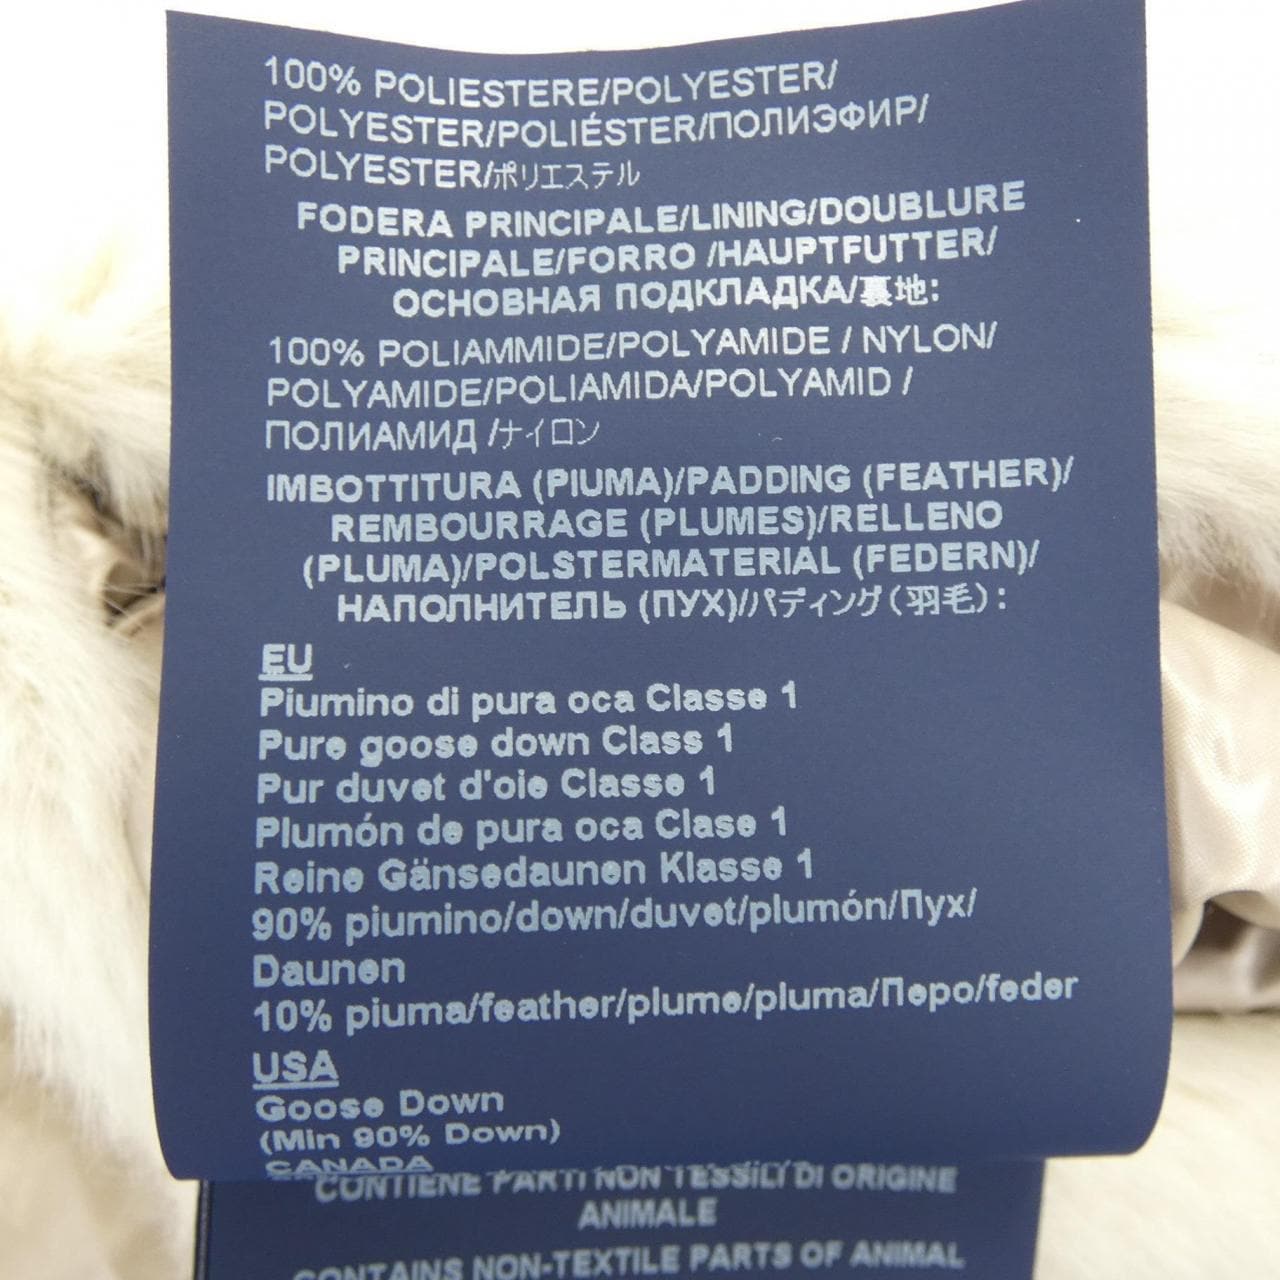 100% POLIESTERE/POLYESTER/
POLYESTER/POLIÉSTER/ПОЛИЭФИР/
POLYESTER/ポリエステル
FODERA PRINCIPALE/LINING/DOUBLURE
PRINCIPALE/FORRO /HAUPTFUTTER/
ОСНОВНАЯ ПОДКЛАДКА/裏地:
100% POLIAMMIDE/POLYAMIDE / NYLON/
POLYAMIDE/POLIAMIDA/POLYAMID /
ПОЛИАМИД /ナイロン
IMBOTTITURA (PIUMA)/PADDING (FEATHER)/
REMBOURRAGE (PLUMES)/RELLENO
(PLUMA)/POLSTERMATERIAL (FEDERN)/
НАПОЛНИТЕЛЬ (ПУХ)/パディング(羽毛):
EU
Piumino di pura oca Classe 1
Pure goose down Class 1
Pur duvet d'oie Classe 1
Plumón de pura oca Clase 1
Reine Gänsedaunen Klasse 1
90% piumino/down/duvet/plumón/Пух/
Daunen
10% piuma/feather/plume/pluma/Перо/feder
USA
Goose Down
(Min 90% Down)
CANADA
CONTIENE PARTI NON TESSILI DI ORIGINE
ANIMALE
CONTAINS NON-TEXTILE PARTS OF ANIMAL